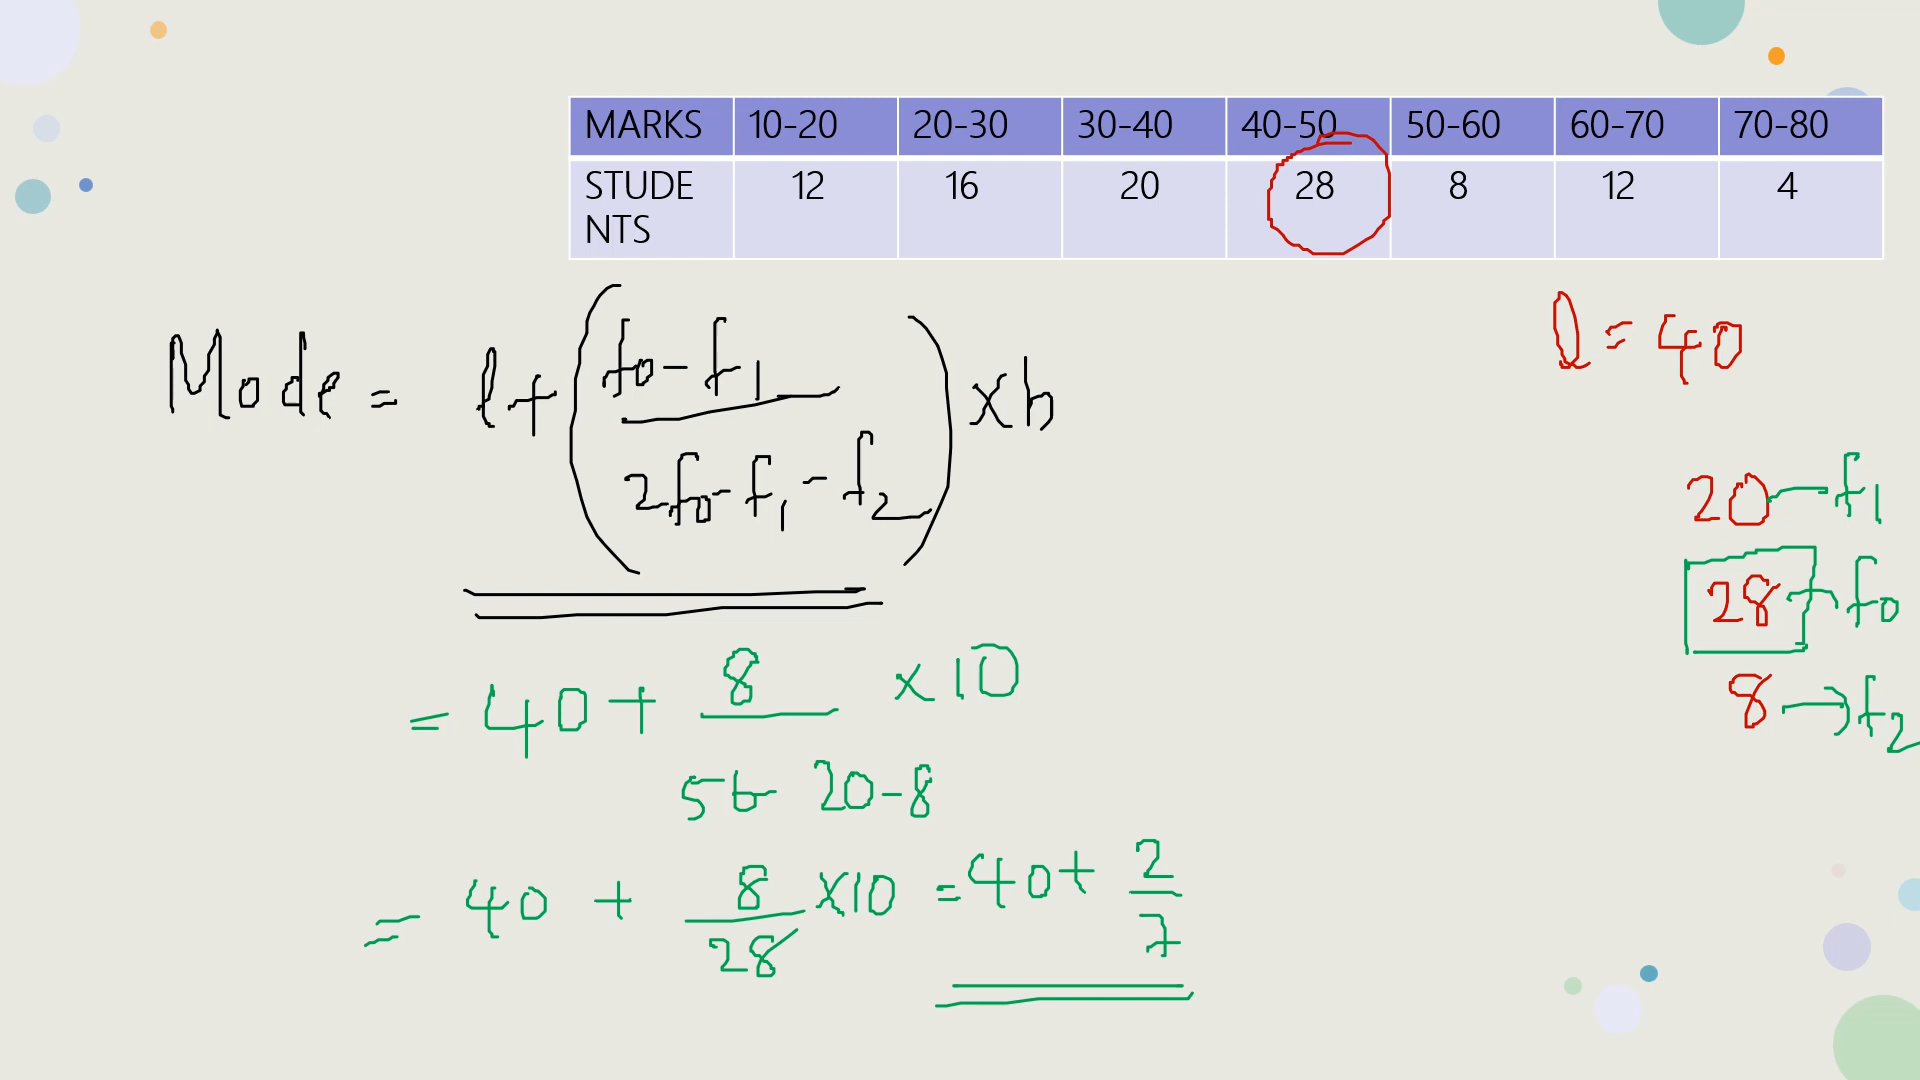 MARKS 10-20 20-30 30-40 40-50 50-60 60-70 70-80
STUDE 12 16 20 28 8 12 4
NTS
l = 40
Mode = l + (f0 - f1 / 2f0 - f1 - f2) x h
20 — f1
28 → f0
8 → f2
= 40 + 8 x 10
56 - 20 - 8
= 40 + 8/28 x 10 = 40 + 2/7